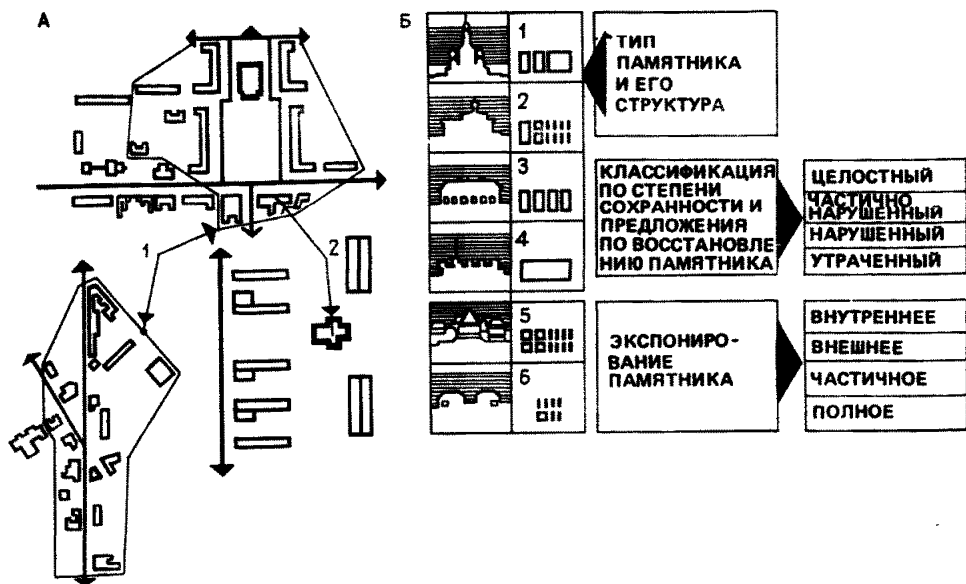 А
1
2
Б
1
2
3
4
5
6
ТИП
ПАМЯТНИКА
И ЕГО
СТРУКТУРА
КЛАССИФИКАЦИЯ
ПО СТЕПЕНИ
СОХРАННОСТИ И
ПРЕДЛОЖЕНИЯ
ПО ВОССТАНОВЛЕ
НИЮ ПАМЯТНИКА
ЦЕЛОСТНЫЙ
ЧАСТИЧНО
НАРУШЕННЫЙ
НАРУШЕННЫЙ
УТРАЧЕННЫЙ
ЭКСПОНИРО-
ВАНИЕ
ПАМЯТНИКА
ВНУТРЕННЕЕ
ВНЕШНЕЕ
ЧАСТИЧНОЕ
ПОЛНОЕ